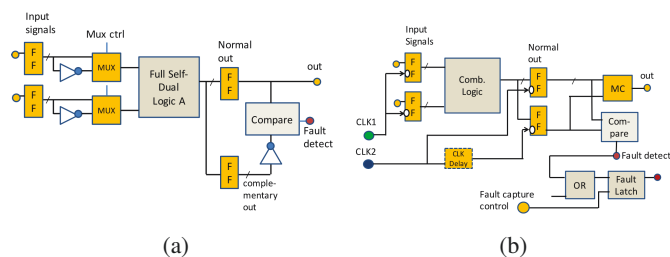 Input
signals
Mux ctrl
F
F
MUX
F
F
MUX
Full Self-
Dual
Logic A
Normal
out
F
F
out
Compare
Fault
detect
F
F
comple-
mentary
out
(a)
Input
Signals
F
F
F
F
Comb.
Logic
CLK1
CLK2
CLK
Delay
Normal
out
F
F
F
F
MC
out
Com-
pare
Fault detect
OR
Fault
Latch
Fault capture
control
(b)